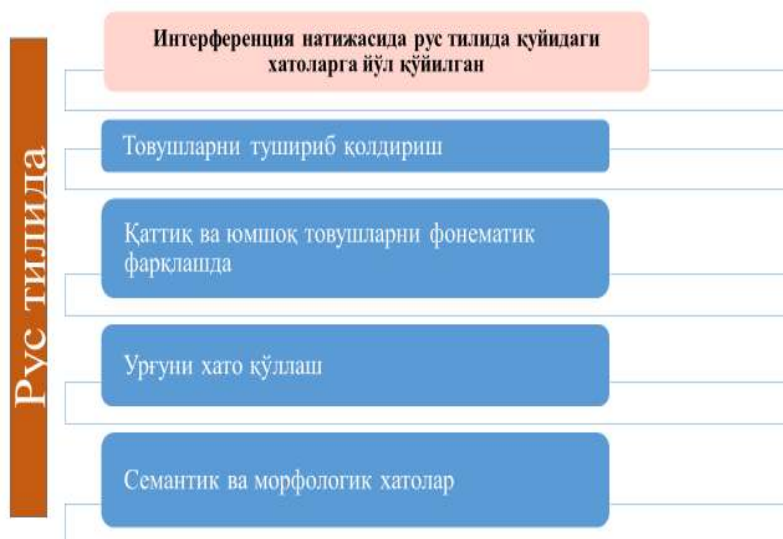 Рус тилида
Интерференция натижасида рус тилида қуйидаги
хатоларга йўл қўйилган
Товушларни тушириб қолдириш
Қаттиқ ва юмшоқ товушларни фонематик
фарқлашда
Урғуни хато қўллаш
Семантик ва морфологик хатолар